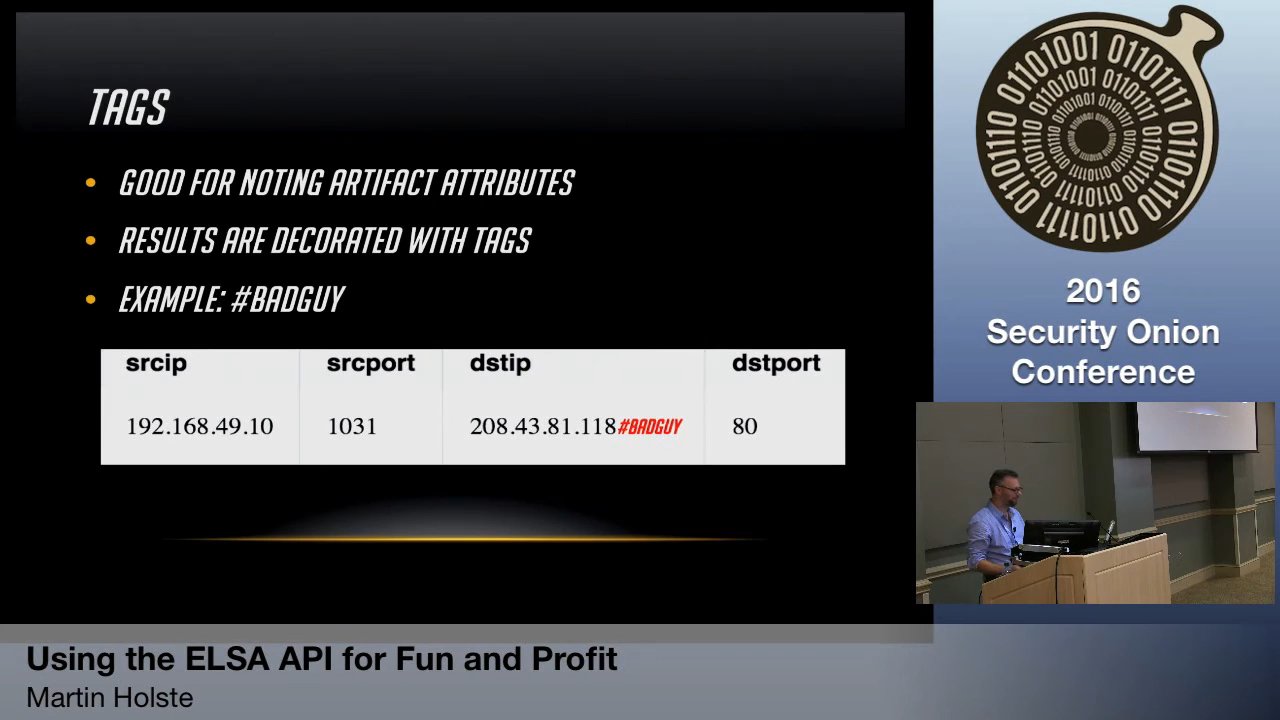 TAGS
• GOOD FOR NOTING ARTIFACT ATTRIBUTES
• RESULTS ARE DECORATED WITH TAGS
• EXAMPLE: #BADGUY
srcip srcport dstip dstport
192.168.49.10 1031 208.43.81.118#BADGUY 80
2016
Security Onion
Conference
Using the ELSA API for Fun and Profit
Martin Holste